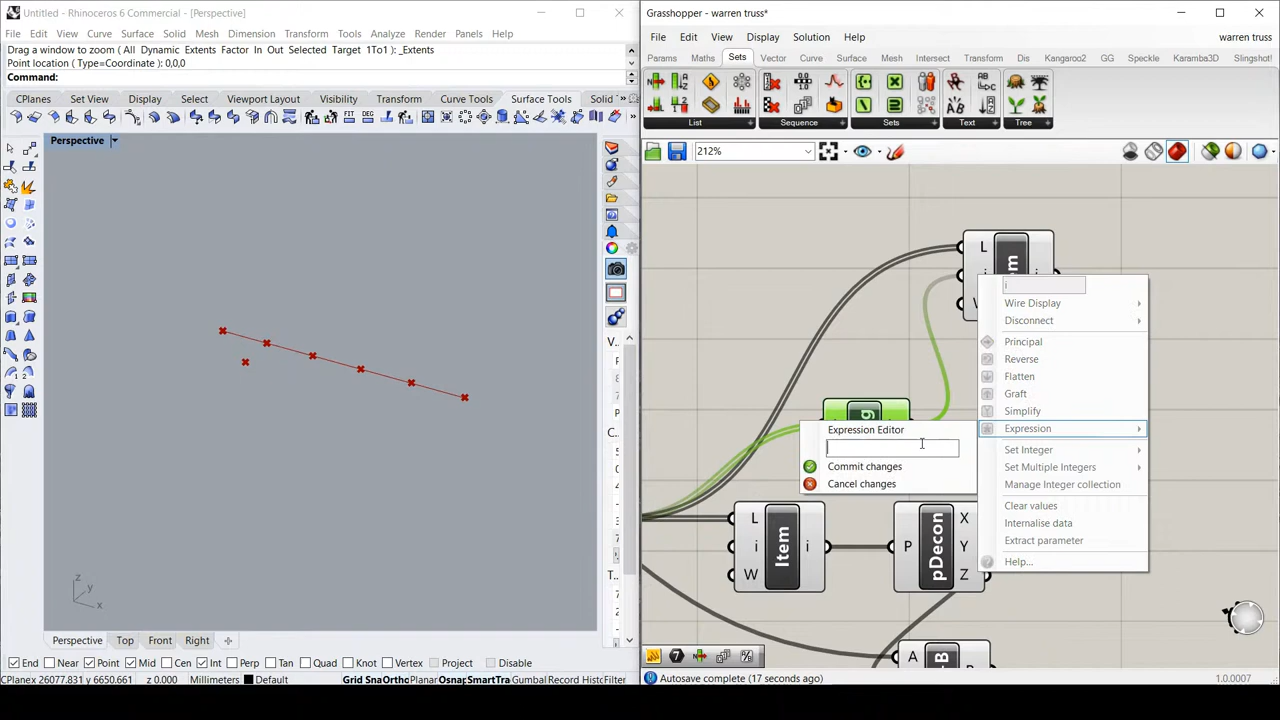 Untitled - Rhinoceros 6 Commercial - [Perspective]
File Edit View Curve Surface Solid Mesh Dimension Transform Tools Analyze Render Panels Help
Drag a window to zoom ( All Dynamic Extents Factor In Out Selected Target 1To1 ): _Extents
Point location ( Type=Coordinate ): 0,0,0
Command:
CPlanes Set View Display Select Viewport Layout Visibility Transform Curve Tools Surface Tools Solid
Perspective
V..
P
C..
T..
z
y
x
Perspective Top Front Right
End Near Point Mid Cen Int Perp Tan Quad Knot Vertex Project Disable
CPlane x 26077.831 y 6650.661 z 0.000 Millimeters Default Grid Sna Ortho Planar Osnap SmartTra Gumbal Record Histo Filter
Grasshopper - warren truss*
File Edit View Display Solution Help warren truss
Params Maths Sets Vector Curve Surface Mesh Intersect Transform Display Kangaroo2 GG Speckle Karamba3D Slingshot!
List Sequence Sets Text Tree
212%
L
i
Wire Display
Disconnect
Principal
Reverse
Flatten
Graft
Simplify
Expression
Set Integer
Set Multiple Integers
Manage Integer collection
Clear values
Internalise data
Extract parameter
Help...
Expression Editor
Commit changes
Cancel changes
L
i
W
Item
i
P
pDecon
X
Y
Z
A
Autosave complete (17 seconds ago) 1.0.0007